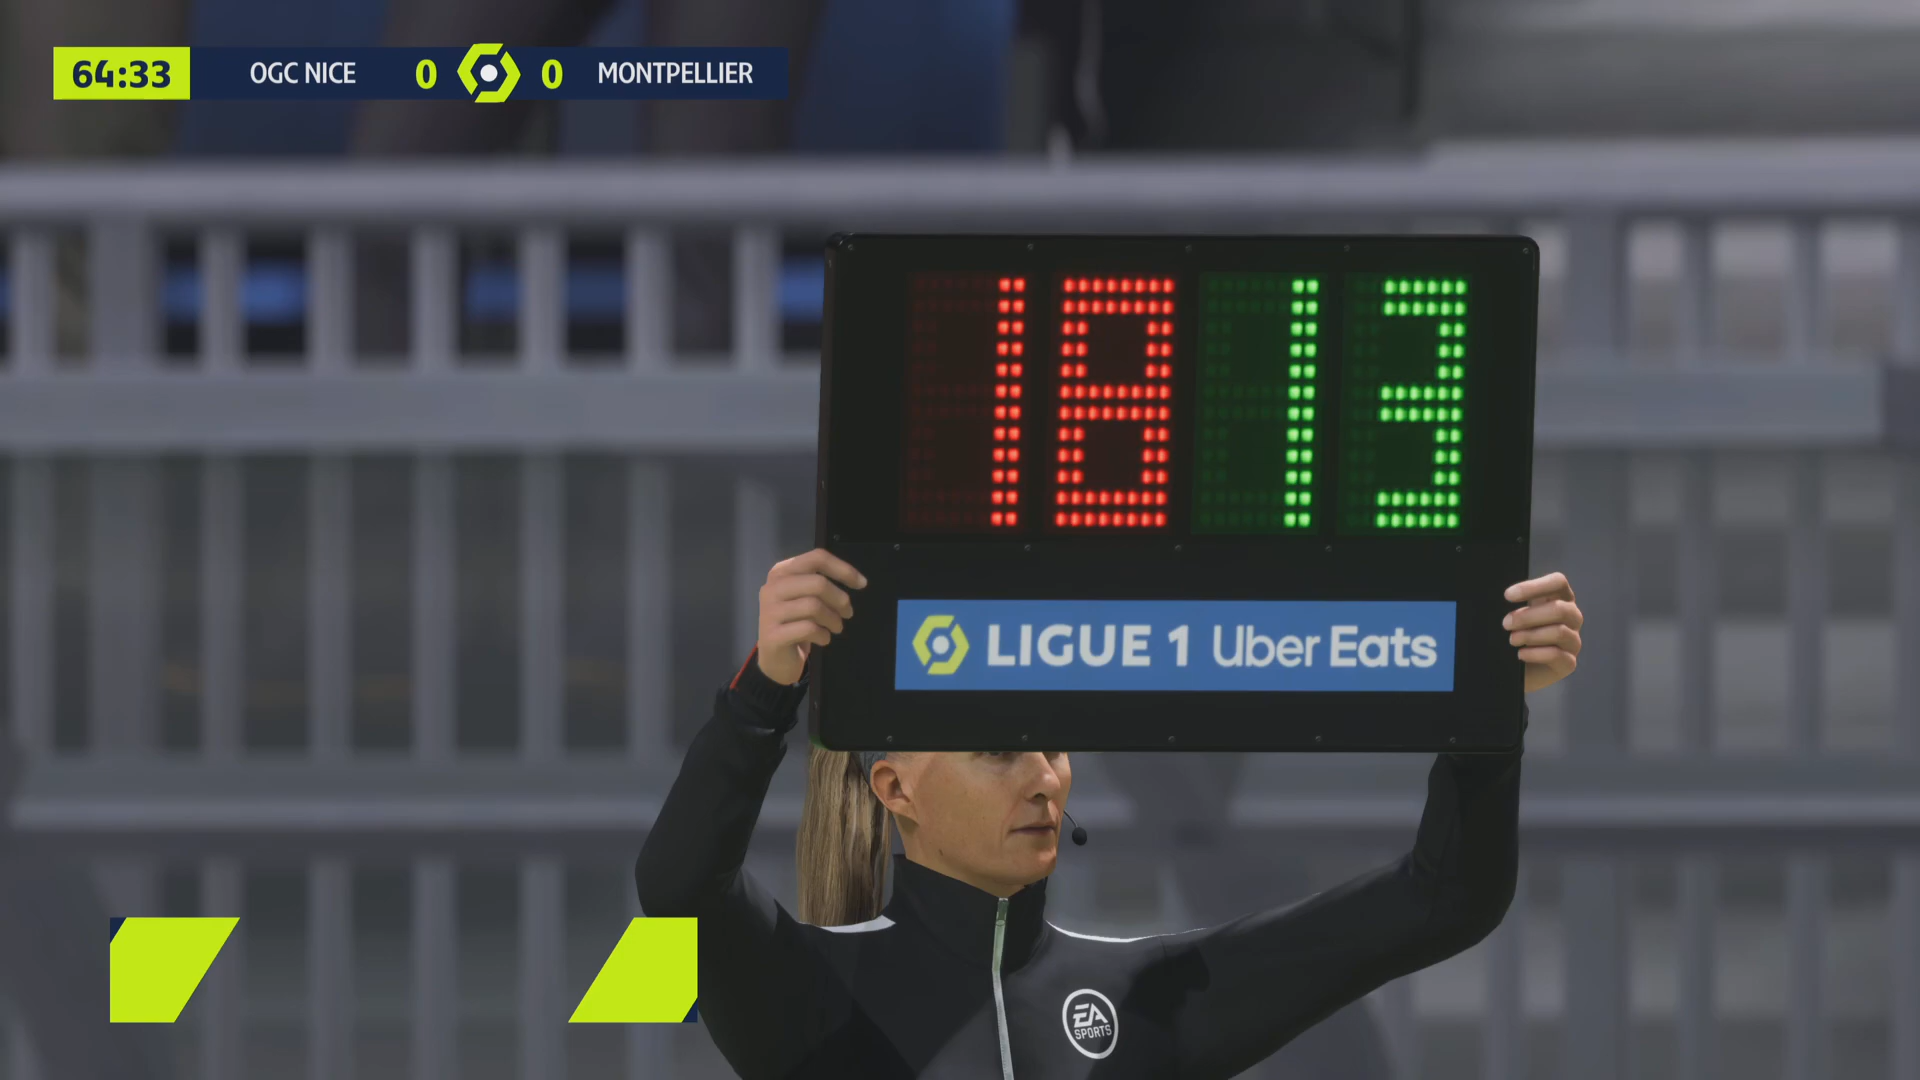 64:33 OGC NICE 0 0 MONTPELLIER
18 13
LIGUE 1 Uber Eats
EA
SPORTS